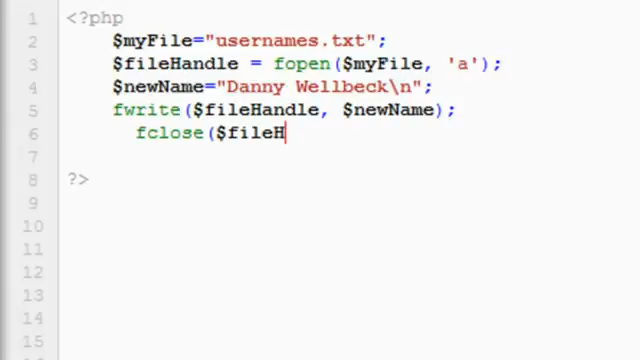 1 <?php
2 $myFile="usernames.txt";
3 $fileHandle = fopen($myFile, 'a');
4 $newName="Danny Wellbeck\n";
5 fwrite($fileHandle, $newName);
6 fclose($fileH
7
8 ?>
9
10
11
12
13
14
15